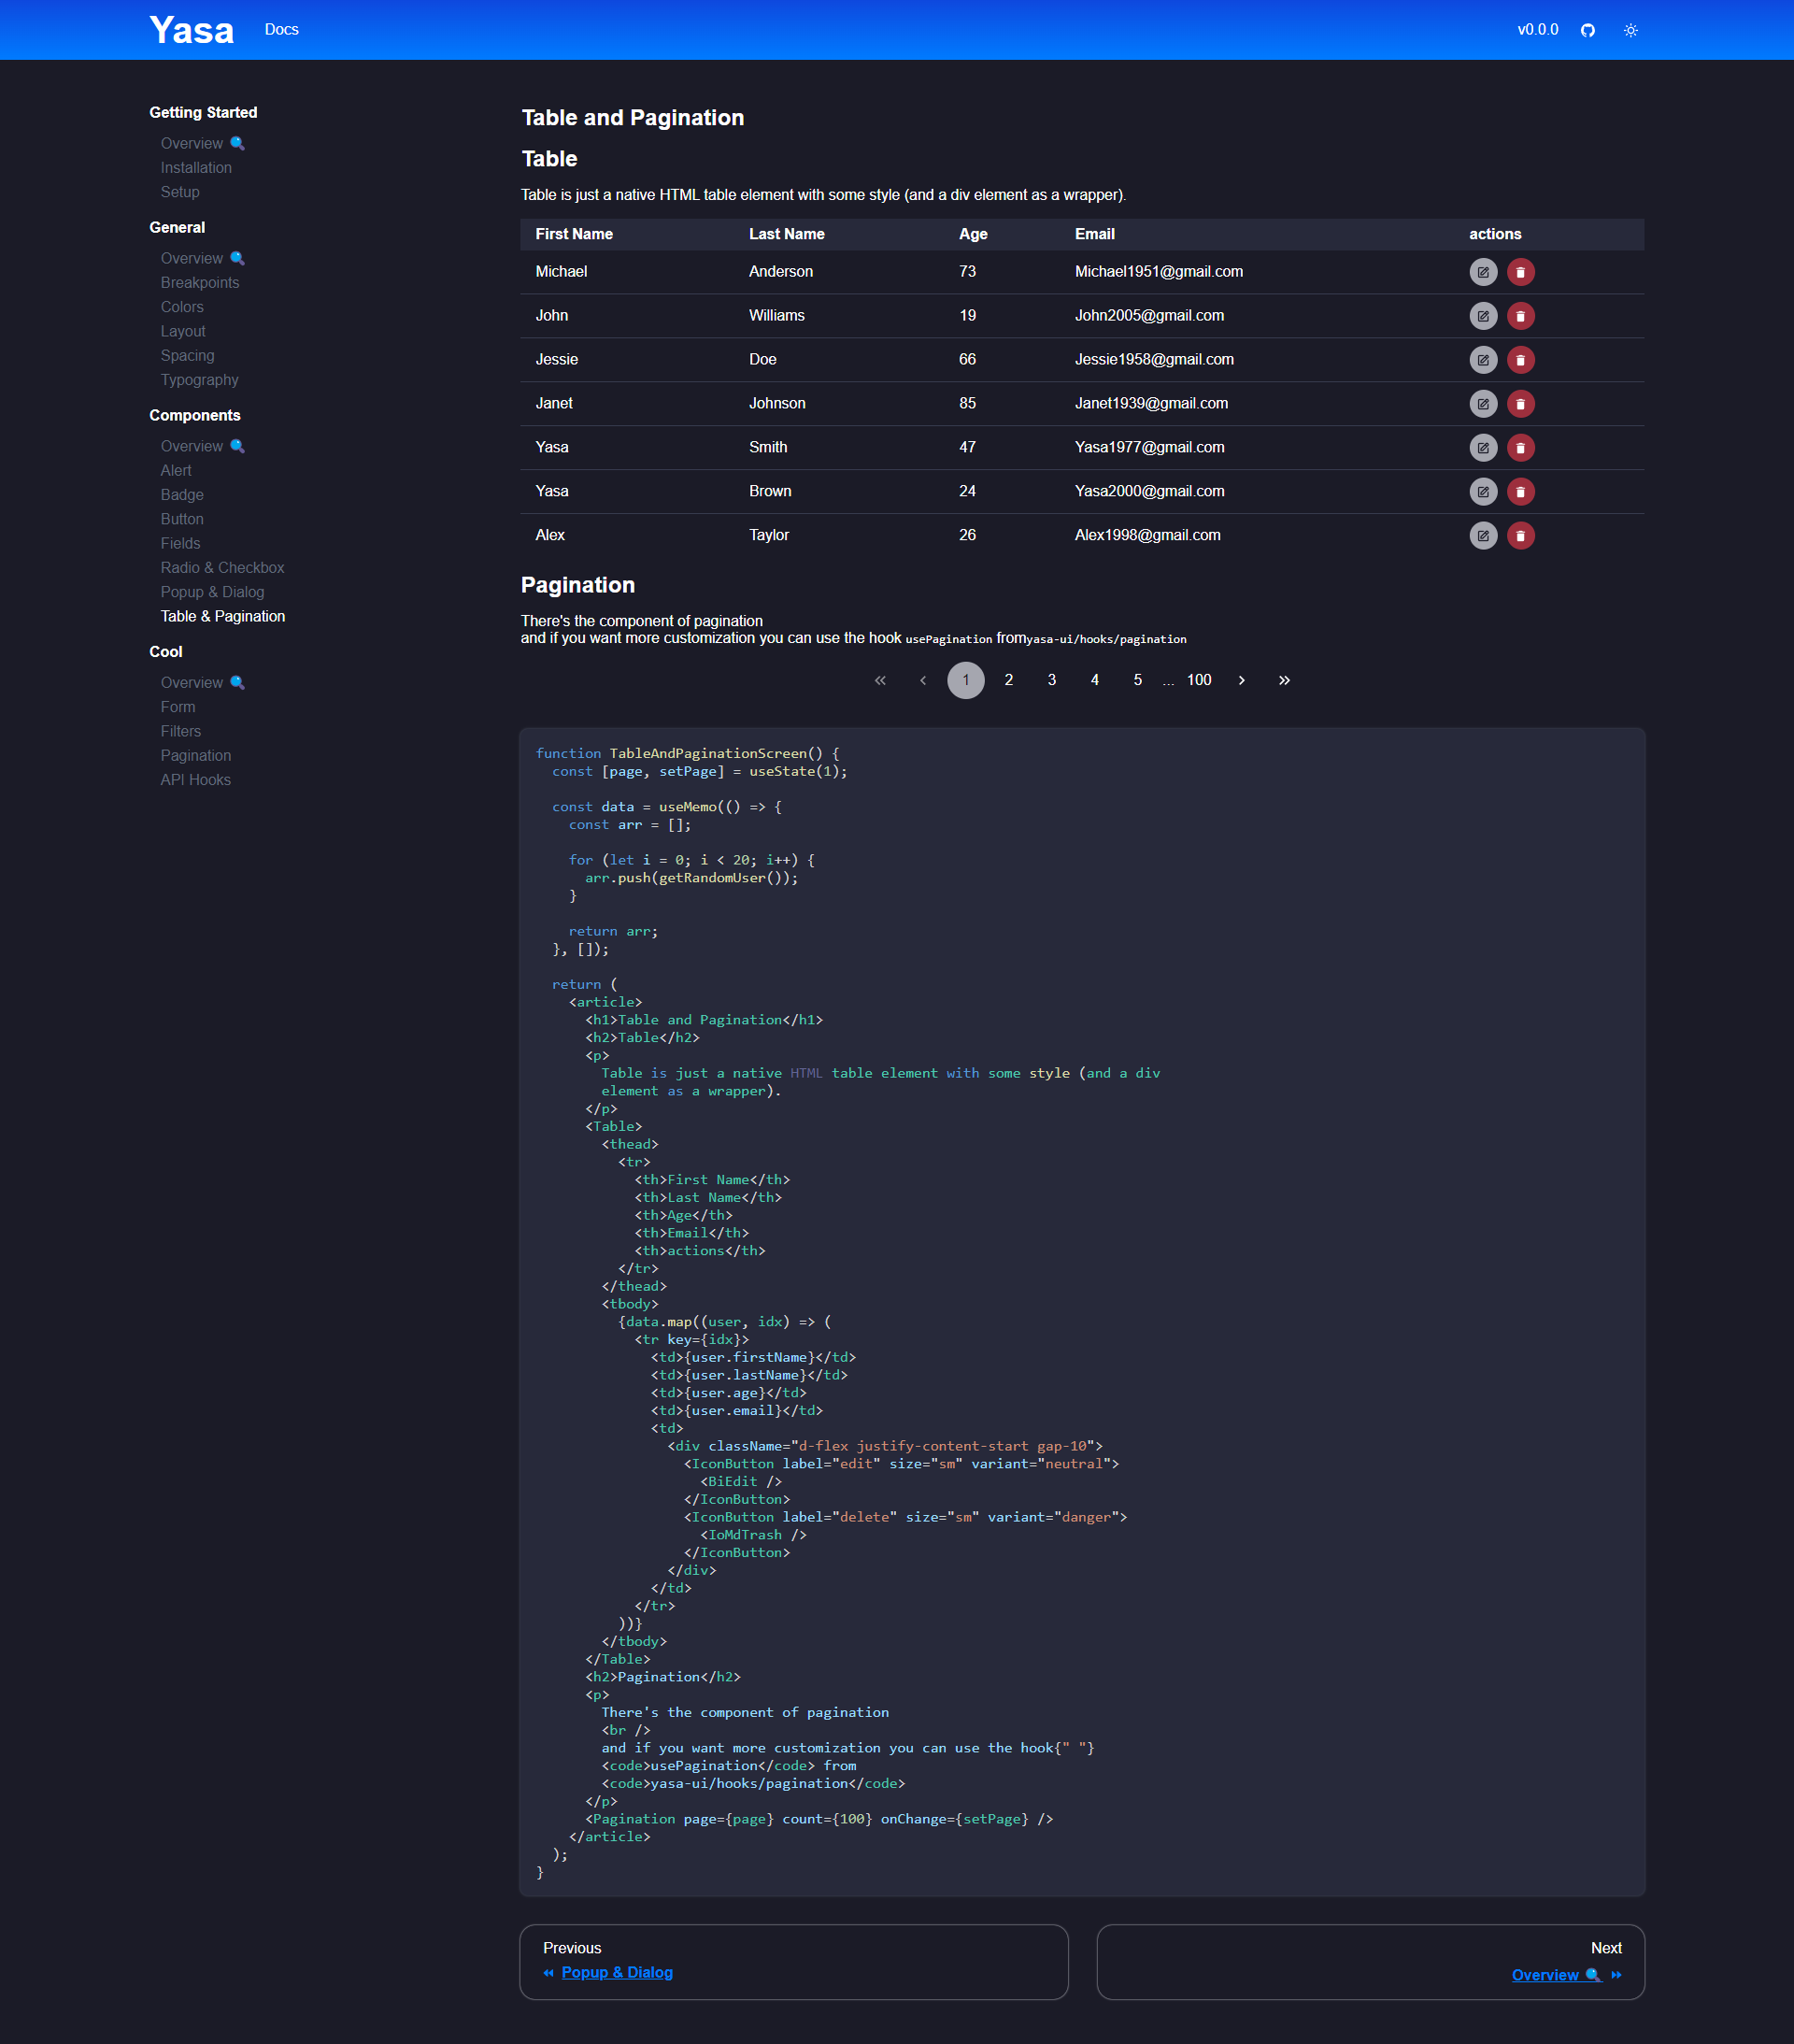 Yasa
Docs
v0.0.0
Getting Started
Overview 🔍
Installation
Setup
General
Overview 🔍
Breakpoints
Colors
Layout
Spacing
Typography
Components
Overview 🔍
Alert
Badge
Button
Fields
Radio & Checkbox
Popup & Dialog
Table & Pagination
Cool
Overview 🔍
Form
Filters
Pagination
API Hooks
Table and Pagination
Table
Table is just a native HTML table element with some style (and a div element as a wrapper).
First Name Last Name Age Email actions
Michael Anderson 73 Michael1951@gmail.com
John Williams 19 John2005@gmail.com
Jessie Doe 66 Jessie1958@gmail.com
Janet Johnson 85 Janet1939@gmail.com
Yasa Smith 47 Yasa1977@gmail.com
Yasa Brown 24 Yasa2000@gmail.com
Alex Taylor 26 Alex1998@gmail.com
Pagination
There's the component of pagination
and if you want more customization you can use the hook usePagination fromyasa-ui/hooks/pagination
« ‹ 1 2 3 4 5 ... 100 › »
function TableAndPaginationScreen() {
  const [page, setPage] = useState(1);
  const data = useMemo(() => {
    const arr = [];
    for (let i = 0; i < 20; i++) {
      arr.push(getRandomUser());
    }
    return arr;
  }, []);
  return (
    <article>
      <h1>Table and Pagination</h1>
      <h2>Table</h2>
      <p>
        Table is just a native HTML table element with some style (and a div
        element as a wrapper).
      </p>
      <Table>
        <thead>
          <tr>
            <th>First Name</th>
            <th>Last Name</th>
            <th>Age</th>
            <th>Email</th>
            <th>actions</th>
          </tr>
        </thead>
        <tbody>
          {data.map((user, idx) => (
            <tr key={idx}>
              <td>{user.firstName}</td>
              <td>{user.lastName}</td>
              <td>{user.age}</td>
              <td>{user.email}</td>
              <td>
                <div className="d-flex justify-content-start gap-10">
                  <IconButton label="edit" size="sm" variant="neutral">
                    <BiEdit />
                  </IconButton>
                  <IconButton label="delete" size="sm" variant="danger">
                    <IoMdTrash />
                  </IconButton>
                </div>
              </td>
            </tr>
          ))}
        </tbody>
      </Table>
      <h2>Pagination</h2>
      <p>
        There's the component of pagination
        <br />
        and if you want more customization you can use the hook{" "}
        <code>usePagination</code> from
        <code>yasa-ui/hooks/pagination</code>
      </p>
      <Pagination page={page} count={100} onChange={setPage} />
    </article>
  );
}
Previous
Popup & Dialog
Next
Overview 🔍